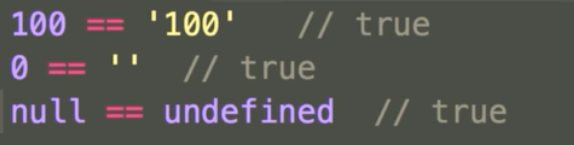 100 == '100'   // true
0 == ''  // true
null == undefined  // true